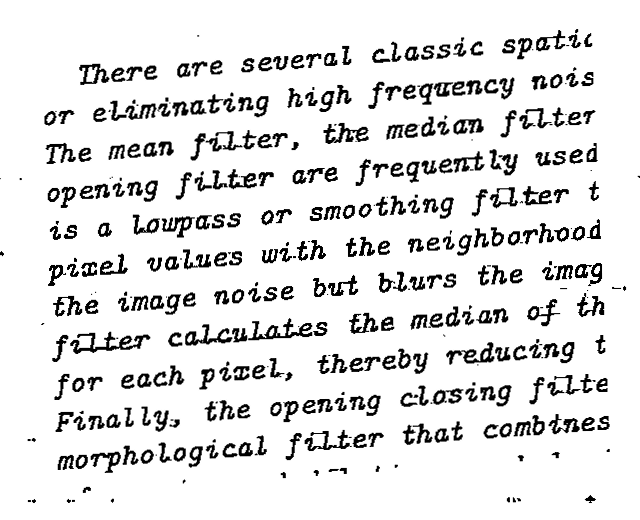 There are several classic spatic
or eliminating high frequency nois
The mean filter, the median filter
opening filter are frequently used
is a lowpass or smoothing filter t
pixel values with the neighborhood
the image noise but blurs the imag
filter calculates the median of th
for each pixel, thereby reducing t
Finally, the opening closing filte
morphological filter that combines